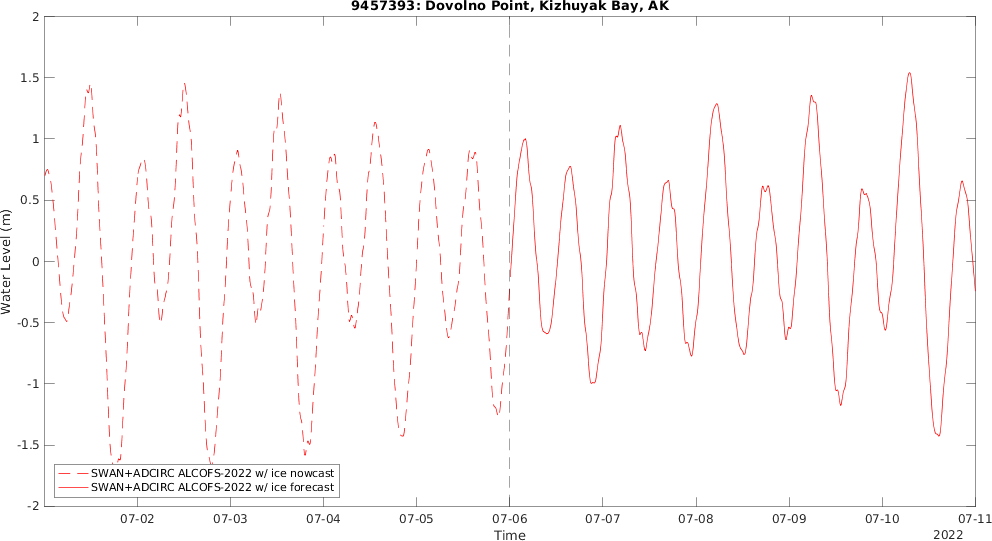 9457393: Dovolno Point, Kizhuyak Bay, AK
Water Level (m)
2
1.5
1
0.5
0
-0.5
-1
-1.5
-2
SWAN+ADCIRC ALCOFS-2022 w/ ice nowcast
SWAN+ADCIRC ALCOFS-2022 w/ ice forecast
07-02 07-03 07-04 07-05 07-06 07-07 07-08 07-09 07-10 07-11
Time
2022